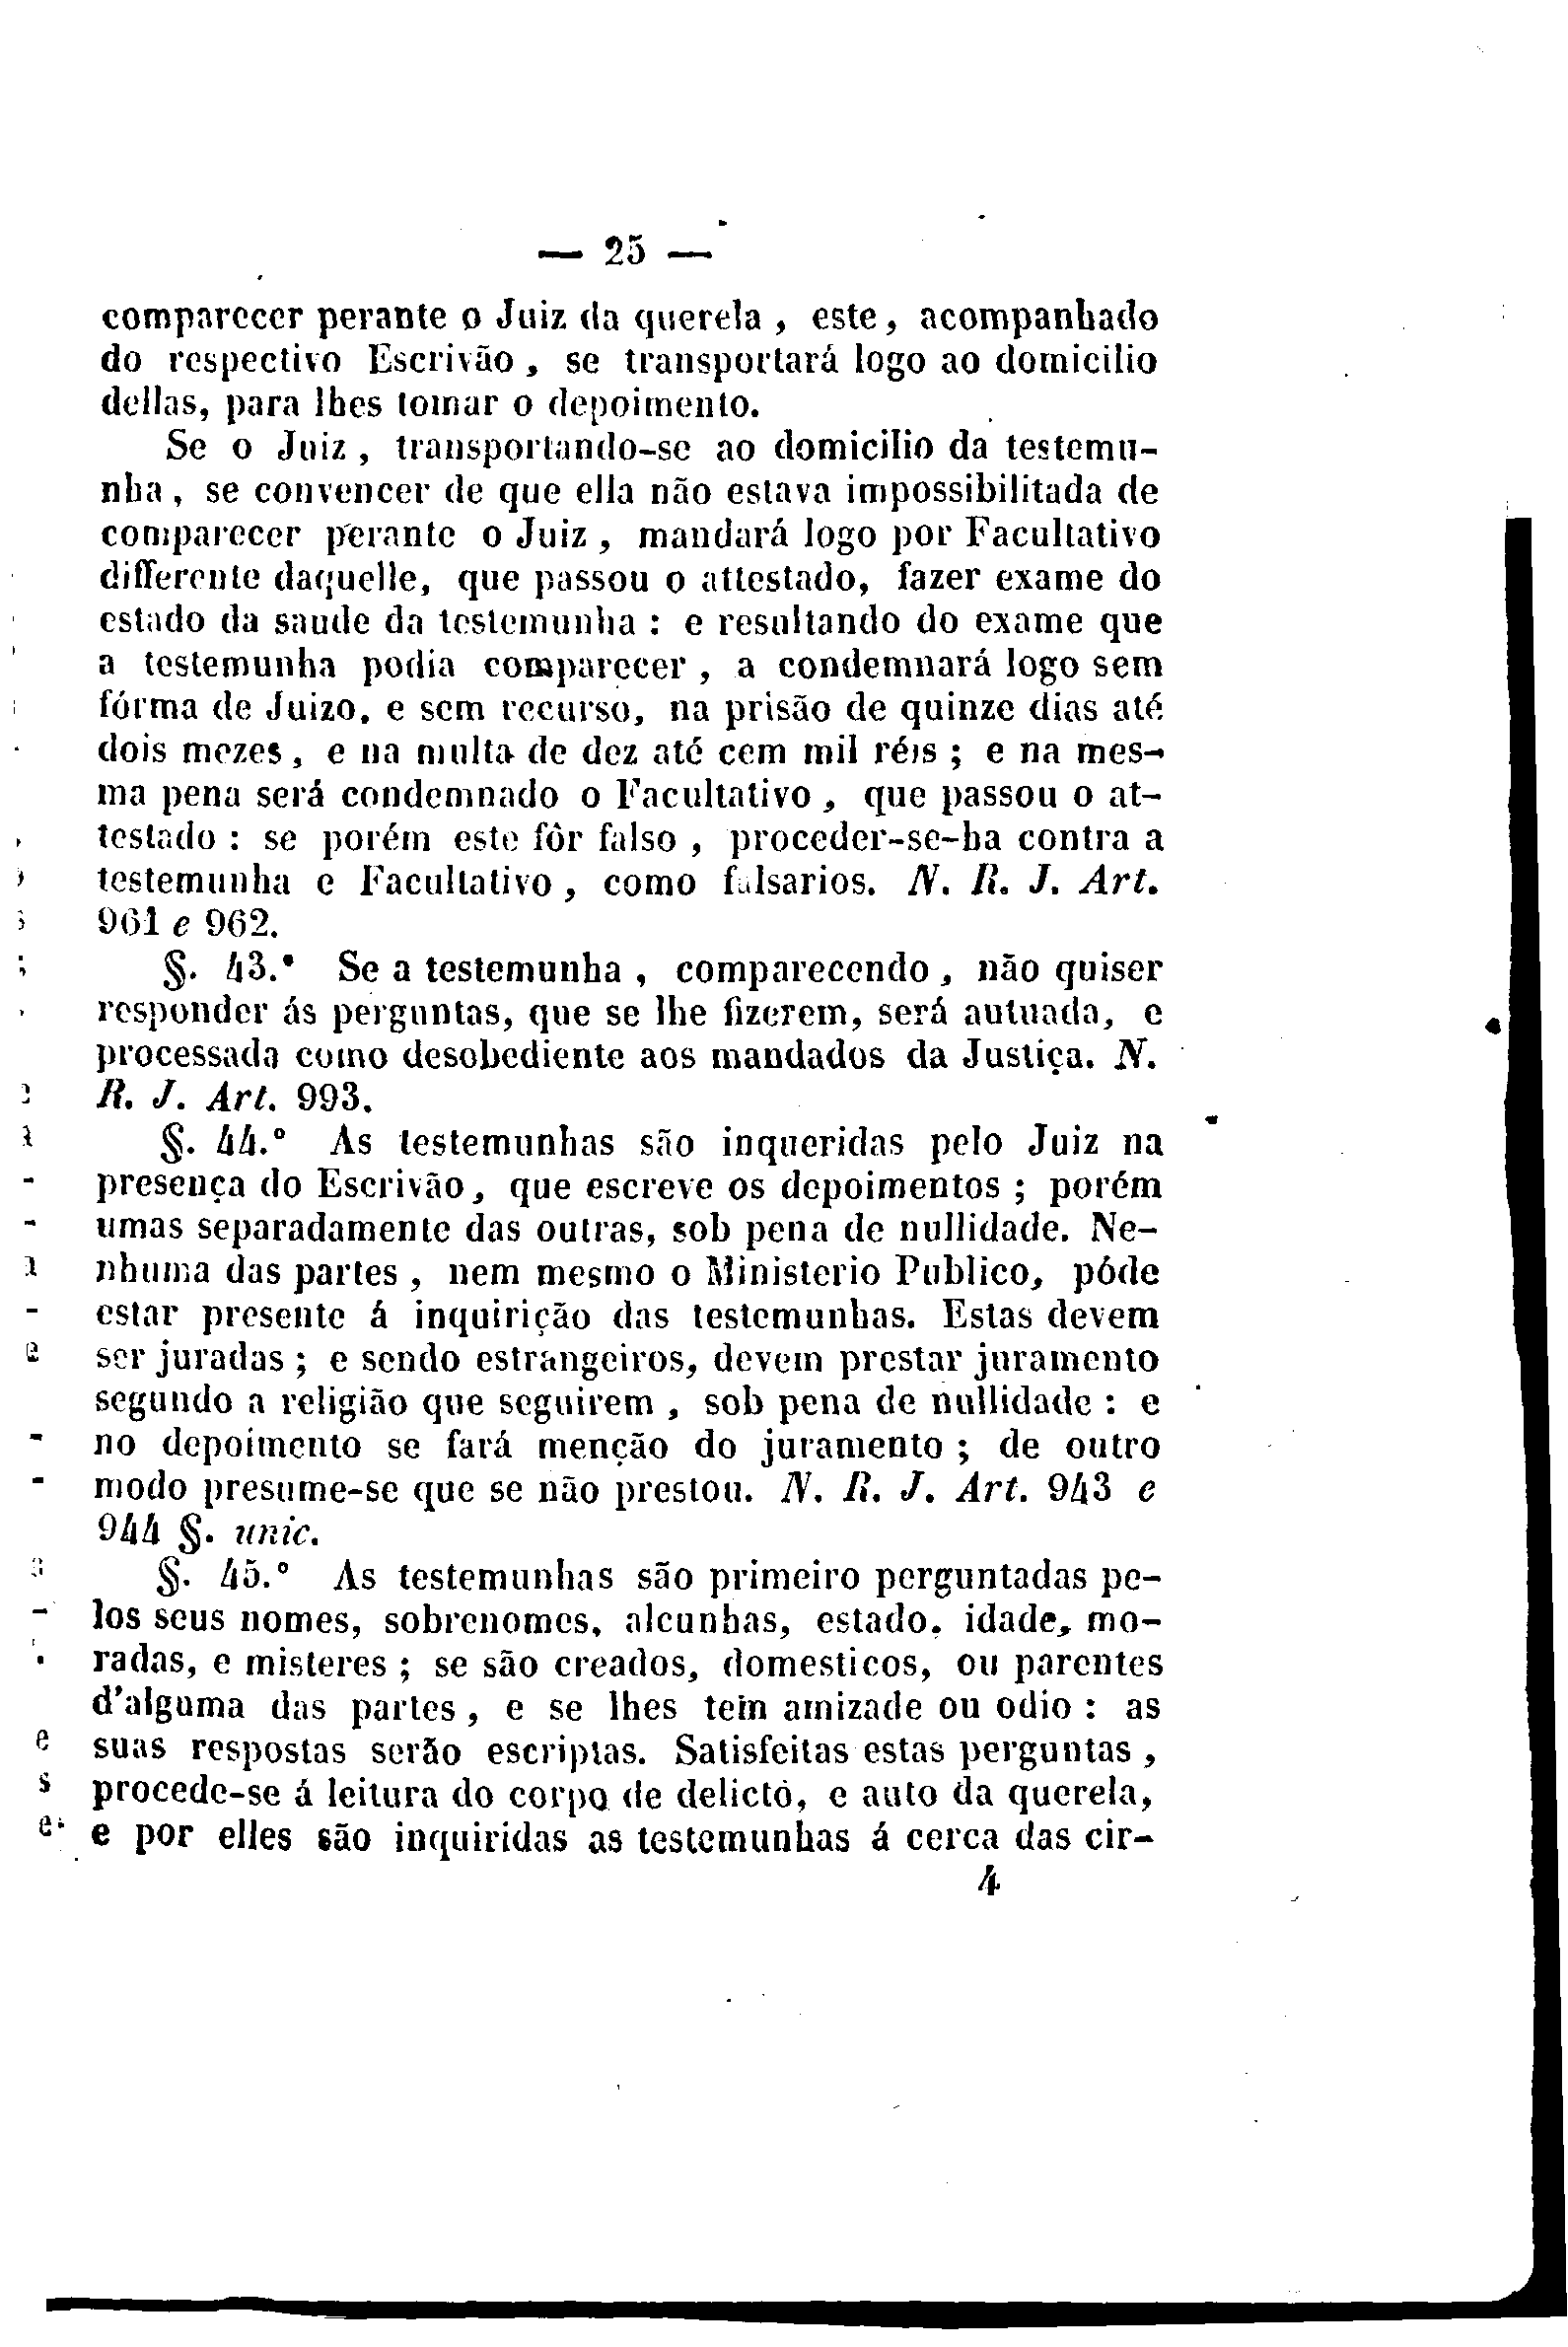 — 25 —
comparecer perante o Juiz da querela , este, acompanhado
do respectivo Escrivão , se transportará logo ao domicilio
dellas, para lhes tomar o depoimento.
Se o Juiz , transportando-se ao domicilio da testemu-
nha , se convencer de que ella não estava impossibilitada de
comparecer perante o Juiz , mandará logo por Facultativo
differente daquelle, que passou o attestado, fazer exame do
estado da saude da testemunha : e resultando do exame que
a testemunha podia comparecer , a condemnará logo sem
fórma de Juizo, e sem recurso, na prisão de quinze dias até
dois mezes , e na multa de dez até cem mil réis ; e na mes-
ma pena será condemnado o Facultativo , que passou o at-
testado : se porém este fôr falso , proceder-se-ha contra a
testemunha e Facultativo , como falsarios. N. R. J. Art.
961 e 962.
§. 43.º Se a testemunha , comparecendo , não quiser
responder ás perguntas, que se lhe fizerem, será autuada, e
processada como desobediente aos mandados da Justiça. N.
R. J. Art. 993.
§. 44.º As testemunhas são inqueridas pelo Juiz na
presença do Escrivão, que escreve os depoimentos ; porém
umas separadamente das outras, sob pena de nullidade. Ne-
nhuma das partes , nem mesmo o Ministerio Publico, póde
estar presente á inquirição das testemunhas. Estas devem
ser juradas ; e sendo estrangeiros, devem prestar juramento
segundo a religião que seguirem , sob pena de nullidade : e
no depoimento se fará menção do juramento ; de outro
modo presume-se que se não prestou. N. R. J. Art. 943 e
944 §. unic.
§. 45.º As testemunhas são primeiro perguntadas pe-
los seus nomes, sobrenomes, alcunhas, estado, idade, mo-
radas, e misteres ; se são creados, domesticos, ou parentes
d'alguma das partes , e se lhes tem amizade ou odio : as
suas respostas serão escriptas. Satisfeitas estas perguntas ,
procede-se á leitura do corpo de delicto, e auto da querela,
e por elles são inquiridas as testemunhas á cerca das cir-
4